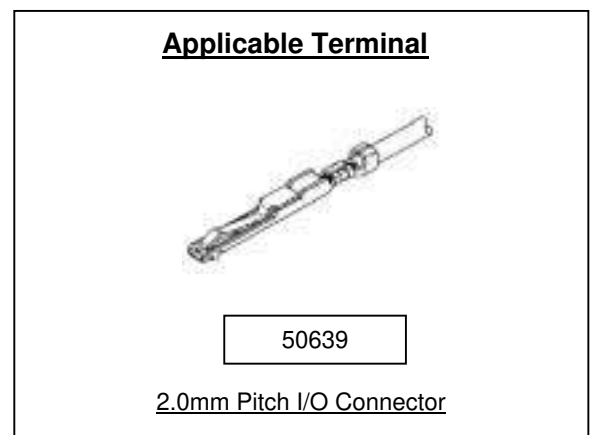 Applicable Terminal
50639
2.0mm Pitch I/O Connector